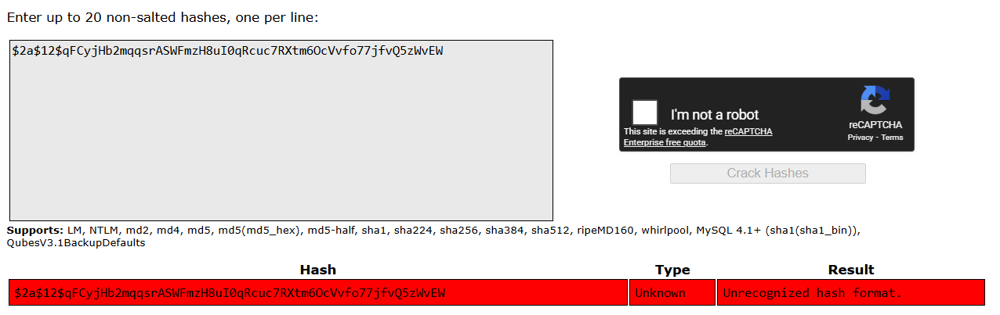 Enter up to 20 non-salted hashes, one per line:
$2a$12$qFCyjHb2mqqsrASWFmzH8uI0qRcuc7RXtm6OcVvfo77jfvQ5zWvEW
I'm not a robot
This site is exceeding the reCAPTCHA
Enterprise free quota.
reCAPTCHA
Privacy - Terms
Crack Hashes
Supports: LM, NTLM, md2, md4, md5, md5(md5_hex), md5-half, sha1, sha224, sha256, sha384, sha512, ripeMD160, whirlpool, MySQL 4.1+ (sha1(sha1_bin)),
QubesV3.1BackupDefaults
Hash Type Result
$2a$12$qFCyjHb2mqqsrASWFmzH8uI0qRcuc7RXtm6OcVvfo77jfvQ5zWvEW Unknown Unrecognized hash format.